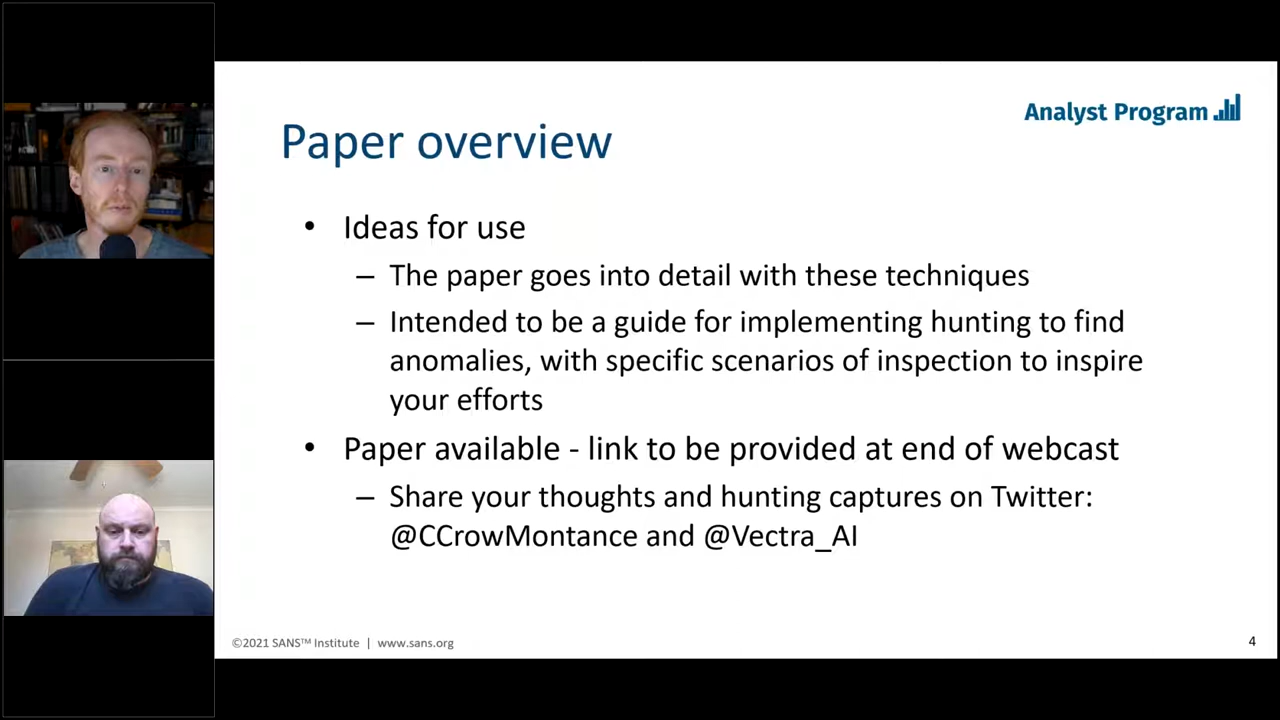 Analyst Program
Paper overview
• Ideas for use
– The paper goes into detail with these techniques
– Intended to be a guide for implementing hunting to find
anomalies, with specific scenarios of inspection to inspire
your efforts
• Paper available - link to be provided at end of webcast
– Share your thoughts and hunting captures on Twitter:
@CCrowMontance and @Vectra_AI
©2021 SANS™ Institute | www.sans.org
4